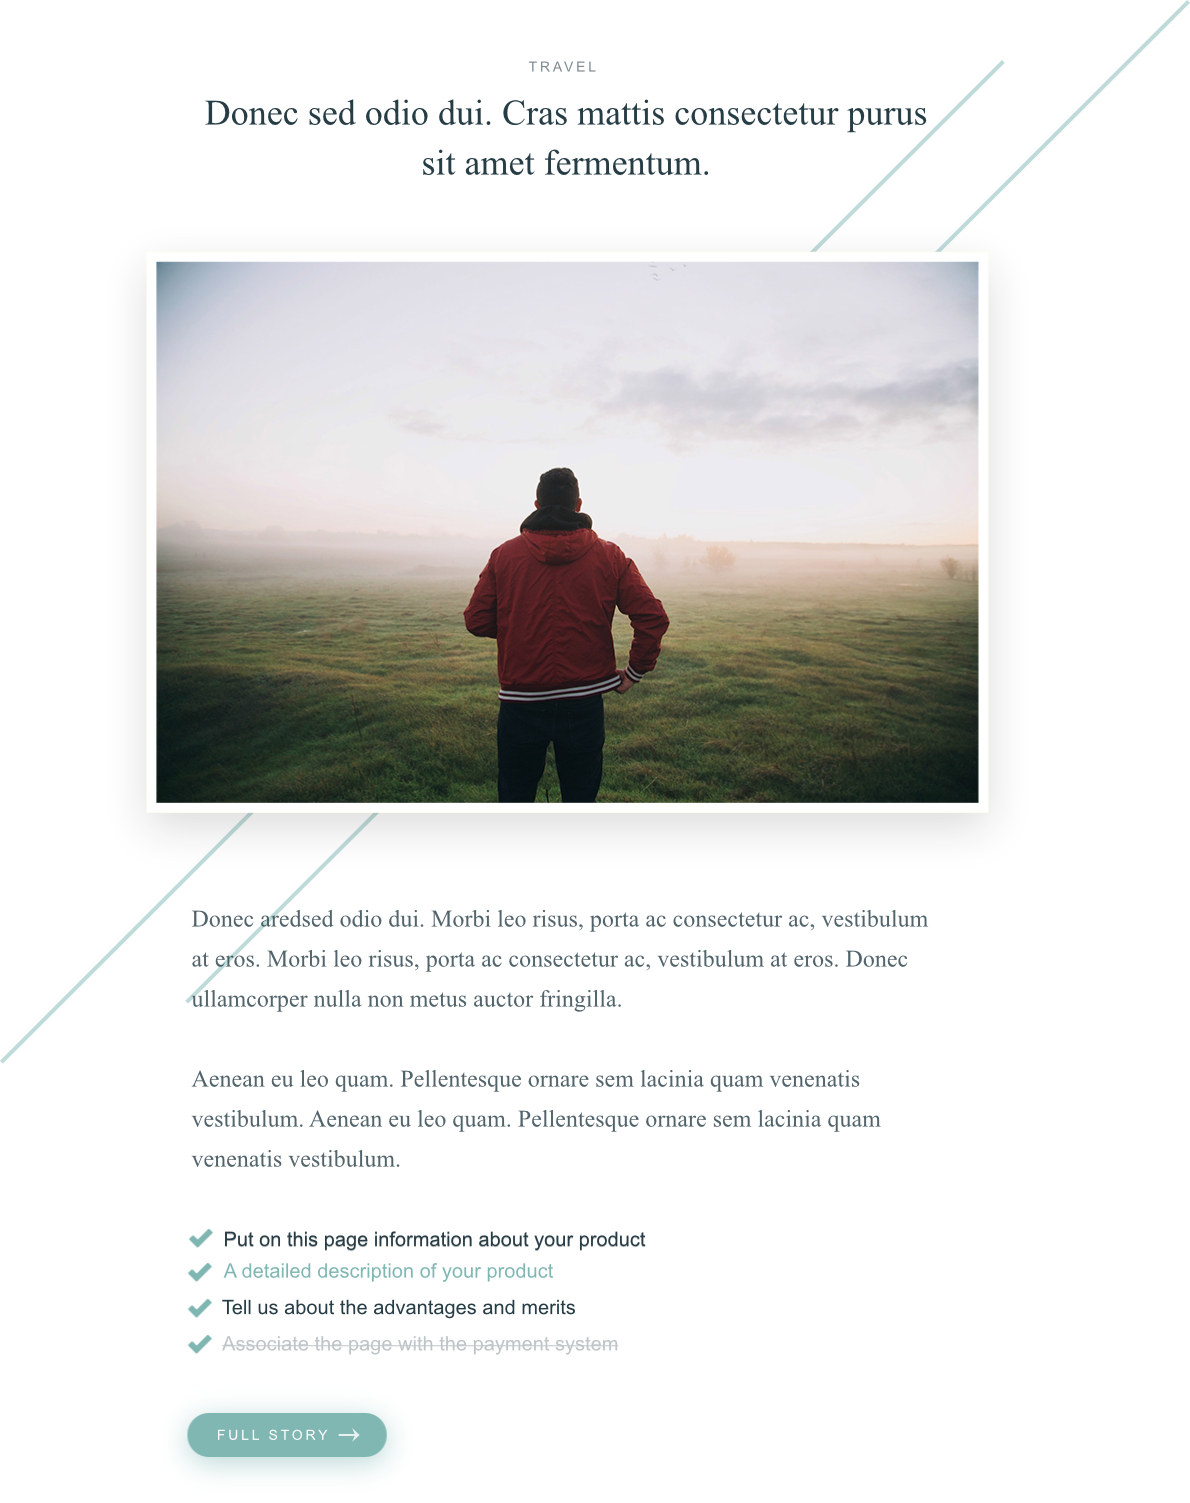 TRAVEL
Donec sed odio dui. Cras mattis consectetur purus
sit amet fermentum.
Donec aredsed odio dui. Morbi leo risus, porta ac consectetur ac, vestibulum
at eros. Morbi leo risus, porta ac consectetur ac, vestibulum at eros. Donec
ullamcorper nulla non metus auctor fringilla.
Aenean eu leo quam. Pellentesque ornare sem lacinia quam venenatis
vestibulum. Aenean eu leo quam. Pellentesque ornare sem lacinia quam
venenatis vestibulum.
Put on this page information about your product
A detailed description of your product
Tell us about the advantages and merits
Associate the page with the payment system
FULL STORY